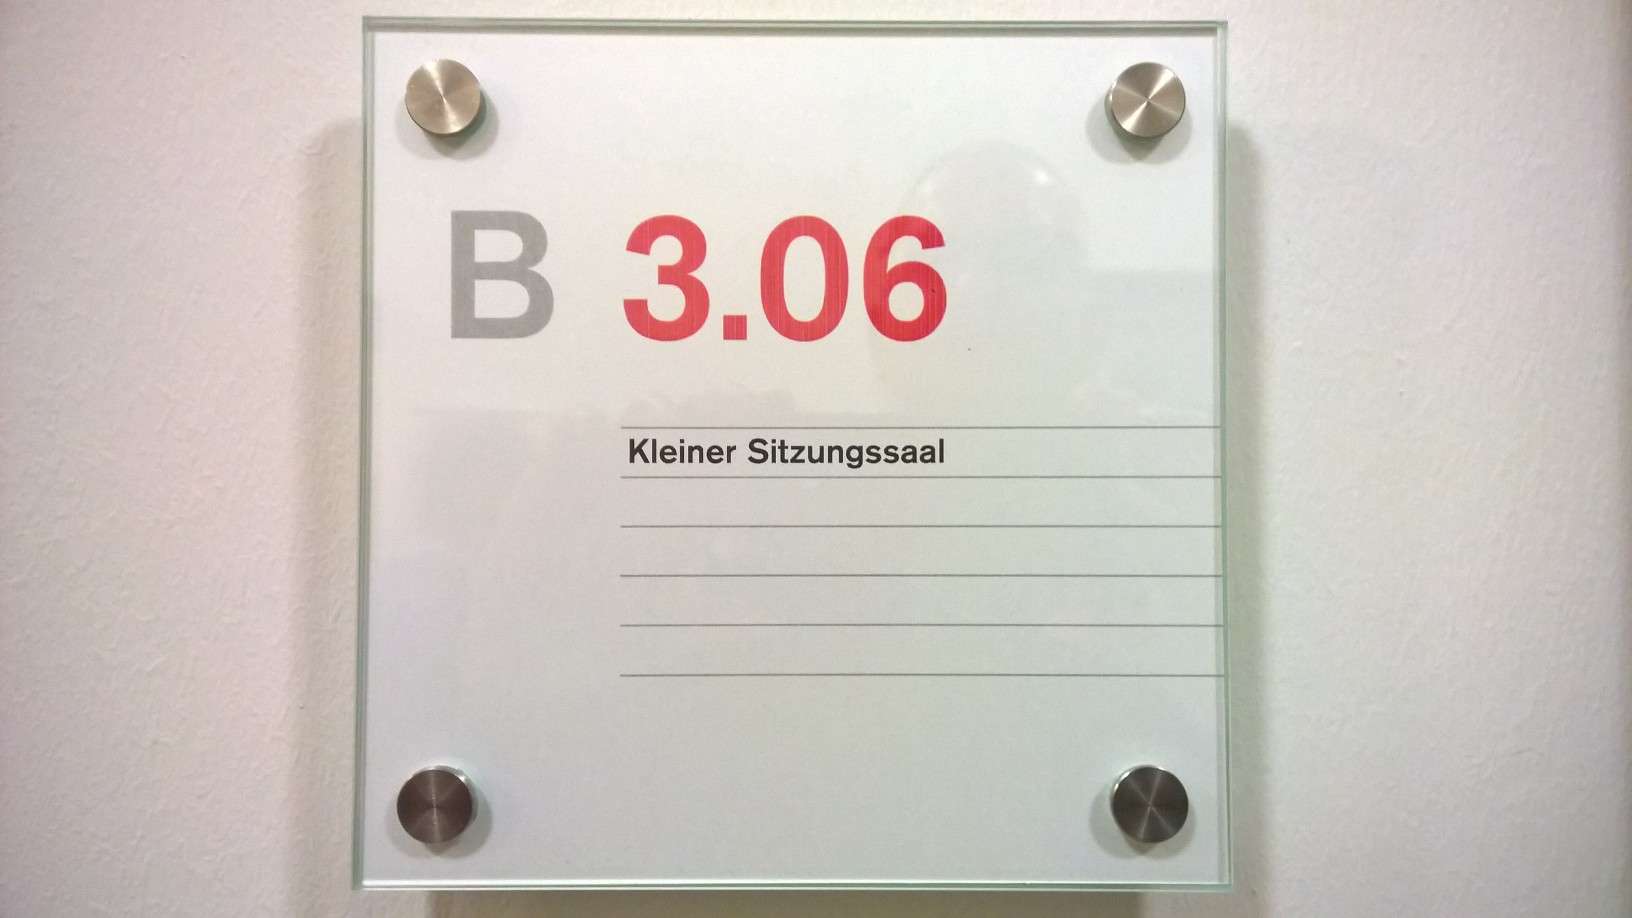 B 3.06
Kleiner Sitzungssaal